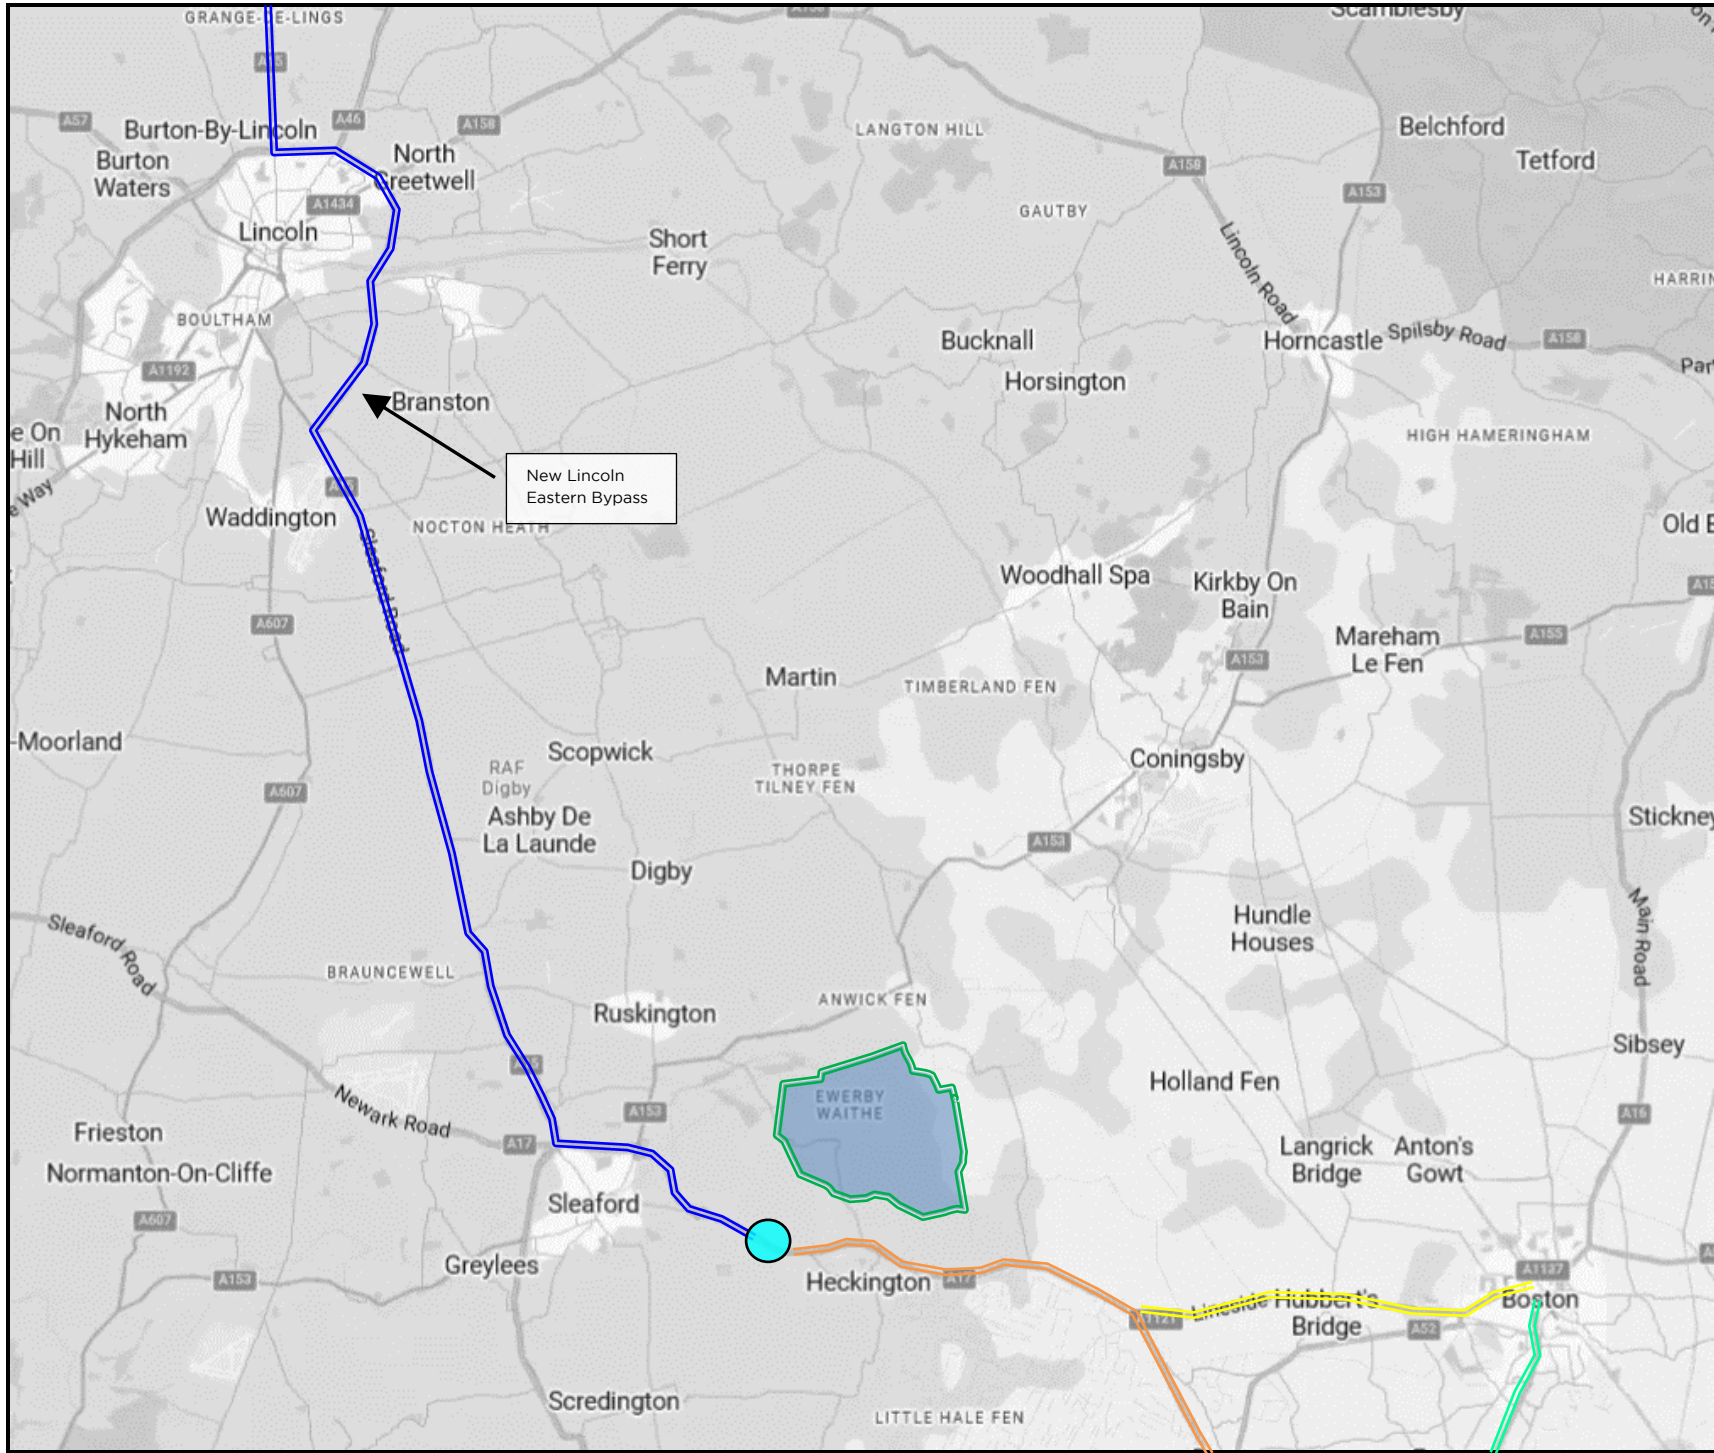 GRANGE-DE-LINGS
Scamblesby
A15
A57
Burton-By-Lincoln
A46
A158
LANGTON HILL
Belchford
Burton
Waters
North
Greetwell
A158
Tetford
A153
A1434
GAUTBY
Lincoln
Short
Ferry
Lincoln Road
HARRIN
BOULTHAM
Bucknall
Horncastle
Spilsby Road
A158
A1192
Horsington
Par
North
Hykeham
Branston
e On
Hill
HIGH HAMERINGHAM
New Lincoln
Eastern Bypass
e Way
A15
Waddington
NOCTON HEATH
Old B
Sleaford Road
Woodhall Spa
Kirkby On
Bain
A607
Mareham
Le Fen
A155
A153
Martin
TIMBERLAND FEN
-Moorland
Scopwick
Coningsby
RAF
Digby
THORPE
TILNEY FEN
A607
Ashby De
La Launde
Stickney
A153
Digby
Main Road
Sleaford Road
Hundle
Houses
BRAUNCEWELL
ANWICK FEN
Ruskington
Sibsey
A15
Holland Fen
EWERBY
WAITHE
Newark Road
A153
A16
Frieston
A17
Langrick
Bridge
Anton's
Gowt
Normanton-On-Cliffe
Sleaford
A607
Greylees
A153
Heckington
A17
A1137
Boston
A1121
Hubbert's
Bridge
A52
Scredington
LITTLE HALE FEN